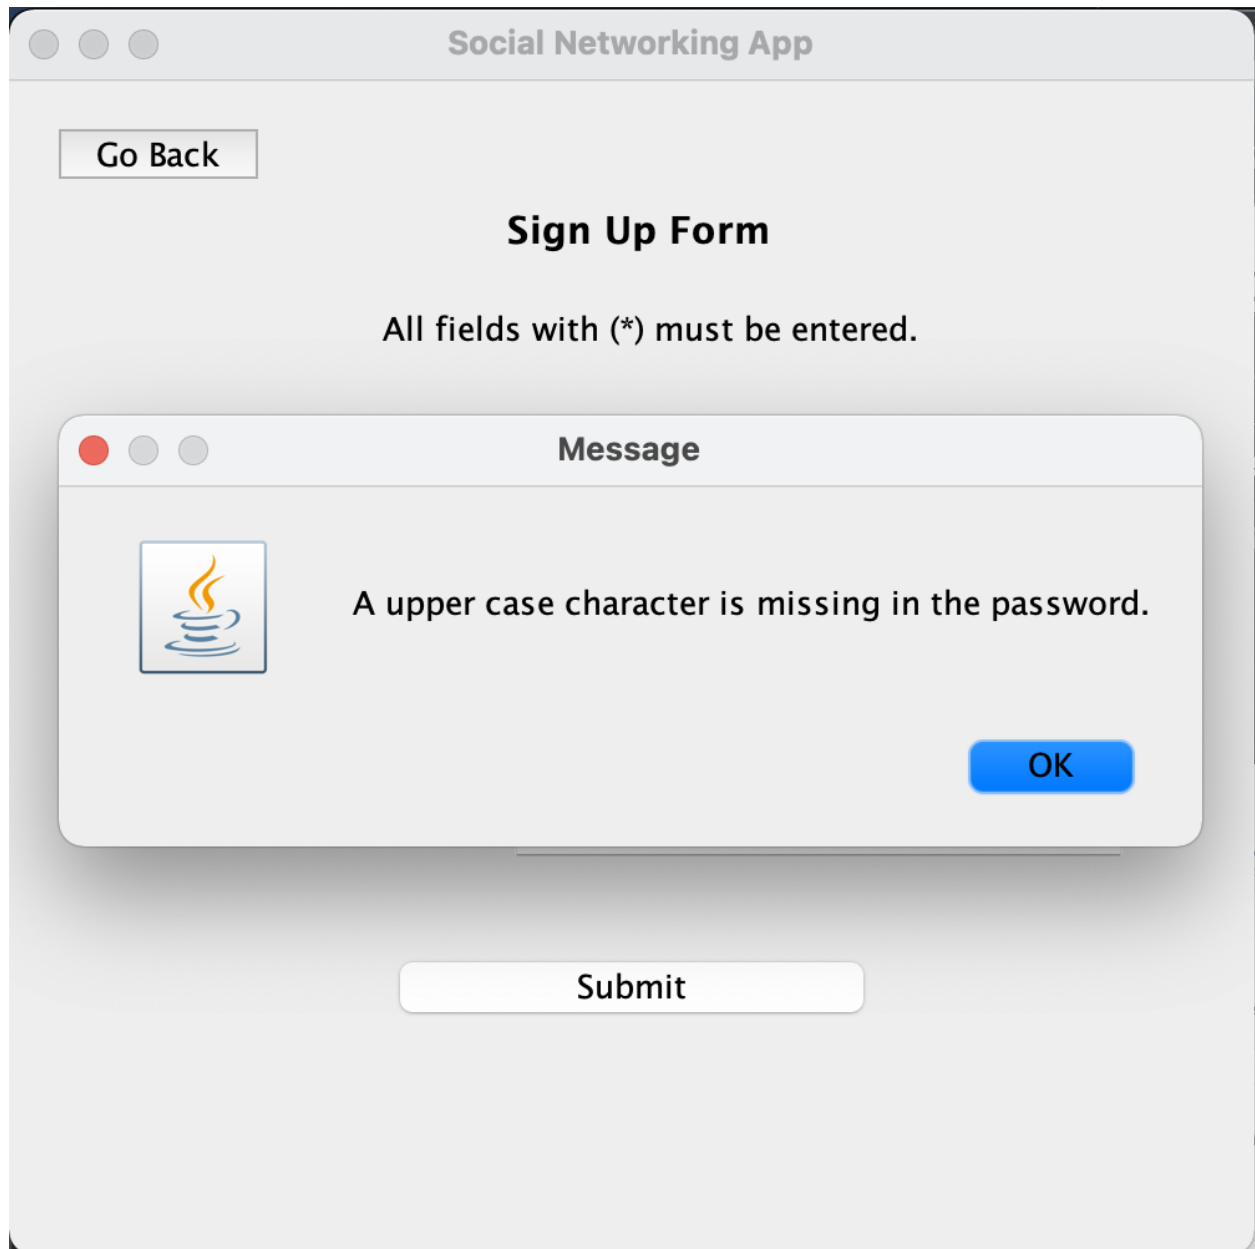 Social Networking App
Go Back
Sign Up Form
All fields with (*) must be entered.
Message
A upper case character is missing in the password.
OK
Submit